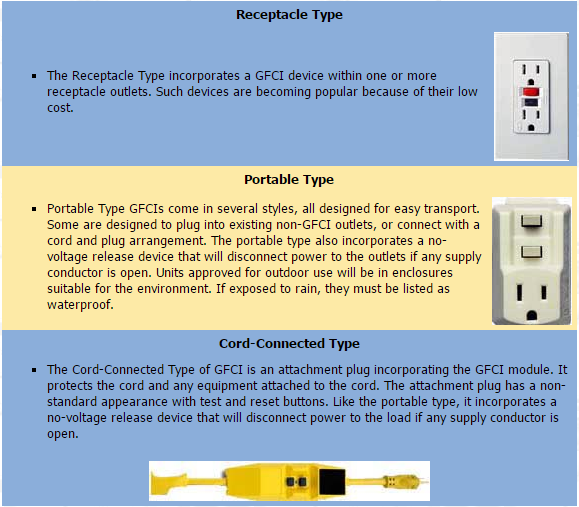 Receptacle Type
The Receptacle Type incorporates a GFCI device within one or more
receptacle outlets. Such devices are becoming popular because of their low
cost.
Portable Type
Portable Type GFCIs come in several styles, all designed for easy transport.
Some are designed to plug into existing non-GFCI outlets, or connect with a
cord and plug arrangement. The portable type also incorporates a no-
voltage release device that will disconnect power to the outlets if any supply
conductor is open. Units approved for outdoor use will be in enclosures
suitable for the environment. If exposed to rain, they must be listed as
waterproof.
Cord-Connected Type
The Cord-Connected Type of GFCI is an attachment plug incorporating the GFCI module. It
protects the cord and any equipment attached to the cord. The attachment plug has a non-
standard appearance with test and reset buttons. Like the portable type, it incorporates a
no-voltage release device that will disconnect power to the load if any supply conductor is
open.